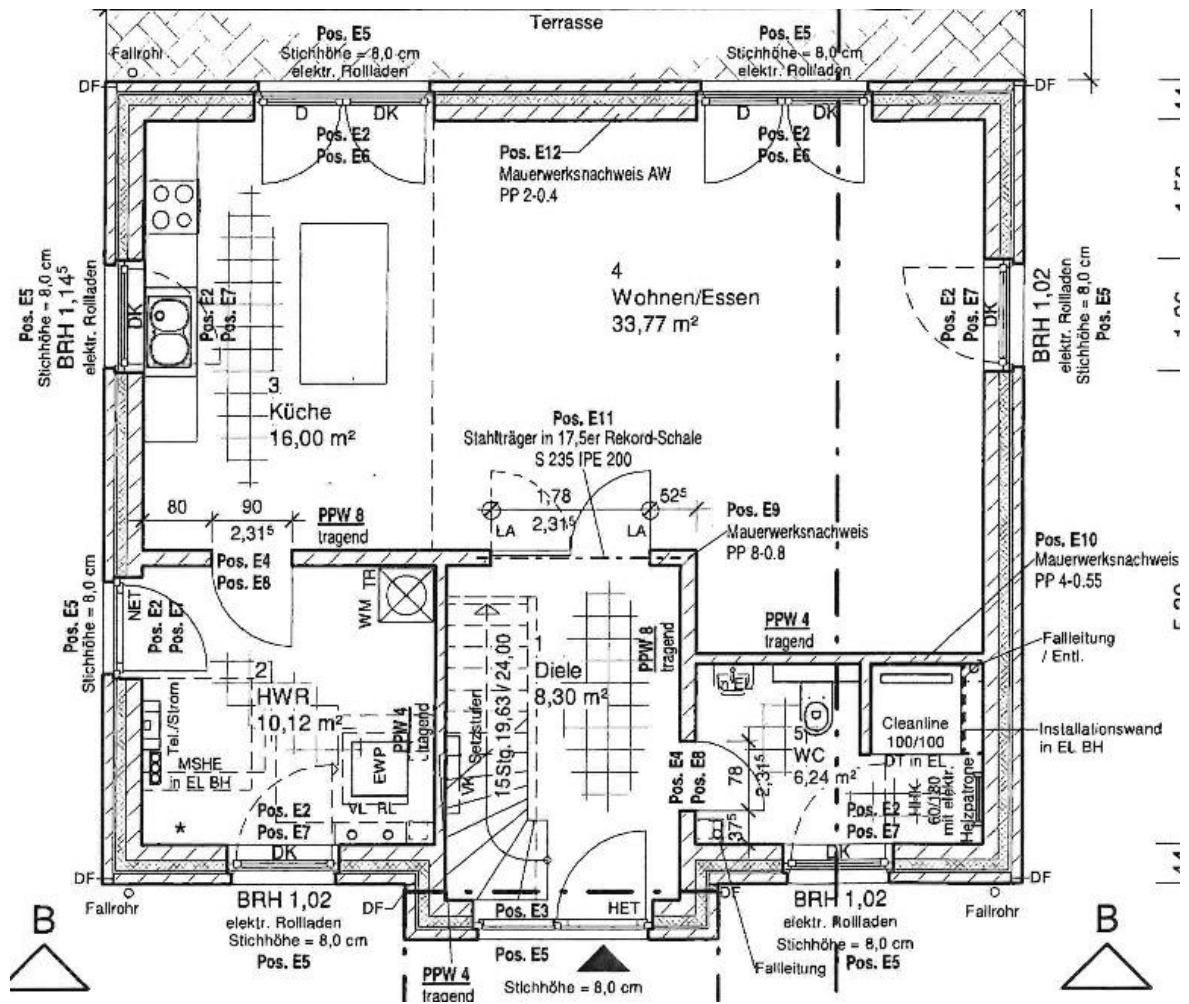 Terrasse
Pos. E5
Stichhöhe = 8,0 cm
elektr. Rollladen
Pos. E5
Stichhöhe = 8,0 cm
elektr. Rollladen
Fallrohr
DF
DF
D
DK
Pos. E2
Pos. E6
Pos. E12
Mauerwerksnachweis AW
PP 2-0.4
D
DK
Pos. E2
Pos. E6
44
Pos. E5
Stichhöhe = 8,0 cm
BRH 1,14⁵
elektr. Rollladen
DK
Pos. E2
Pos. E7
3
Küche
16,00 m²
4
Wohnen/Essen
33,77 m²
Pos. E2
Pos. E7
DK
BRH 1,02
elektr. Rollladen
Stichhöhe = 8,0 cm
Pos. E5
Pos. E11
Stahlträger in 17,5er Rekord-Schale
S 235 IPE 200
80
90
2,31⁵
PPW 8
tragend
1,78
2,31⁵
52⁵
LA
LA
Pos. E9
Mauerwerksnachweis
PP 8-0.8
Pos. E10
Mauerwerksnachweis
PP 4-0.55
Pos. E4
Pos. E8
Pos. E5
Stichhöhe = 8,0 cm
NET
Pos. E2
Pos. E7
WM
TR
2
HWR
10,12 m²
Tel./Strom
MSHE
in EL BH
PPW 4
tragend
EWP
VL
RL
VK
Setzstufen
15Stg. 19,63 / 24,00
1
Diele
8,30 m²
PPW 8
tragend
PPW 4
tragend
Fallleitung
/ Entl.
Installationswand
in EL BH
Cleanline
100/100
DT in EL
5
WC
6,24 m²
Pos. E4
Pos. E8
78
2,31⁵
37⁵
HHK
60/180
mit elektr.
Heizpatrone
*
Pos. E2
Pos. E7
DK
Pos. E2
Pos. E7
DK
44
DF
Fallrohr
BRH 1,02
elektr. Rollladen
Stichhöhe = 8,0 cm
Pos. E5
DF
Pos. E3
HET
DF
BRH 1,02
elektr. Rollladen
Stichhöhe = 8,0 cm
Pos. E5
DF
Fallrohr
B
B
PPW 4
tragend
Pos. E5
Stichhöhe = 8,0 cm
Fallleitung